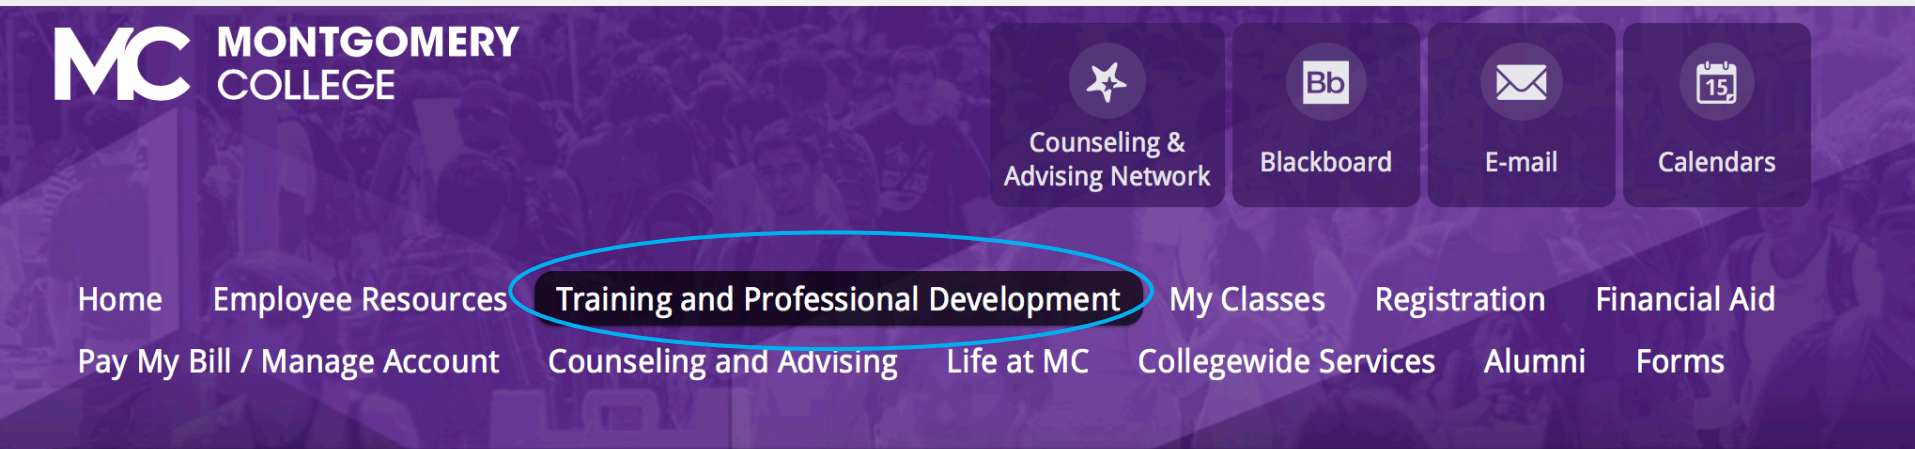 MC MONTGOMERY
COLLEGE
Counseling &
Advising Network
Bb
Blackboard
E-mail
15
Calendars
Home Employee Resources Training and Professional Development My Classes Registration Financial Aid
Pay My Bill / Manage Account Counseling and Advising Life at MC Collegewide Services Alumni Forms